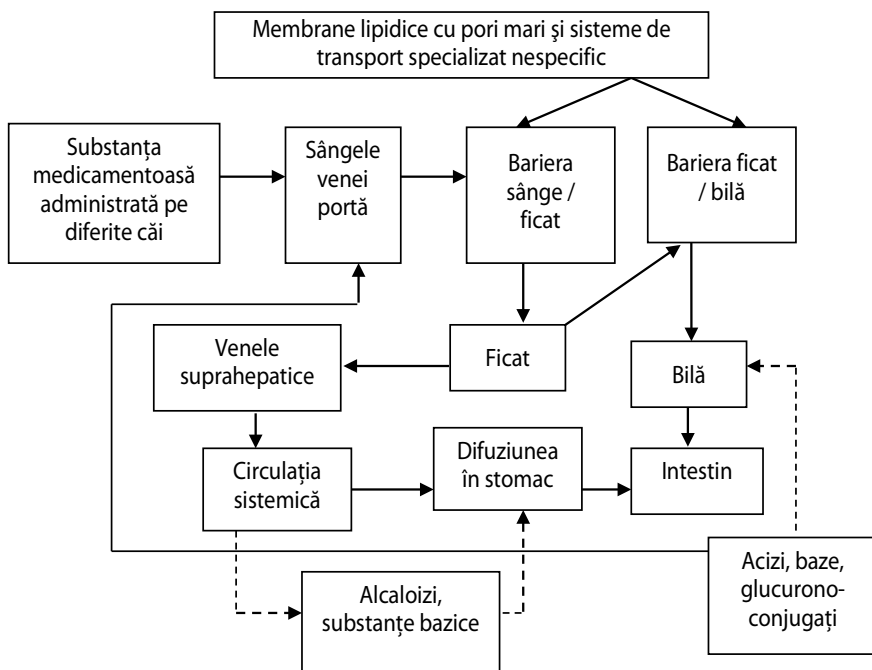 Membrane lipidice cu pori mari şi sisteme de
transport specializat nespecific
Substanța
medicamentoasă
administrată pe
diferite căi
Sângele
venei
portă
Bariera
sânge /
ficat
Bariera ficat
/ bilă
Venele
suprahepatice
Ficat
Bilă
Circulația
sistemică
Difuziunea
în stomac
Intestin
Alcaloizi,
substanțe bazice
Acizi, baze,
glucurono-
conjugați